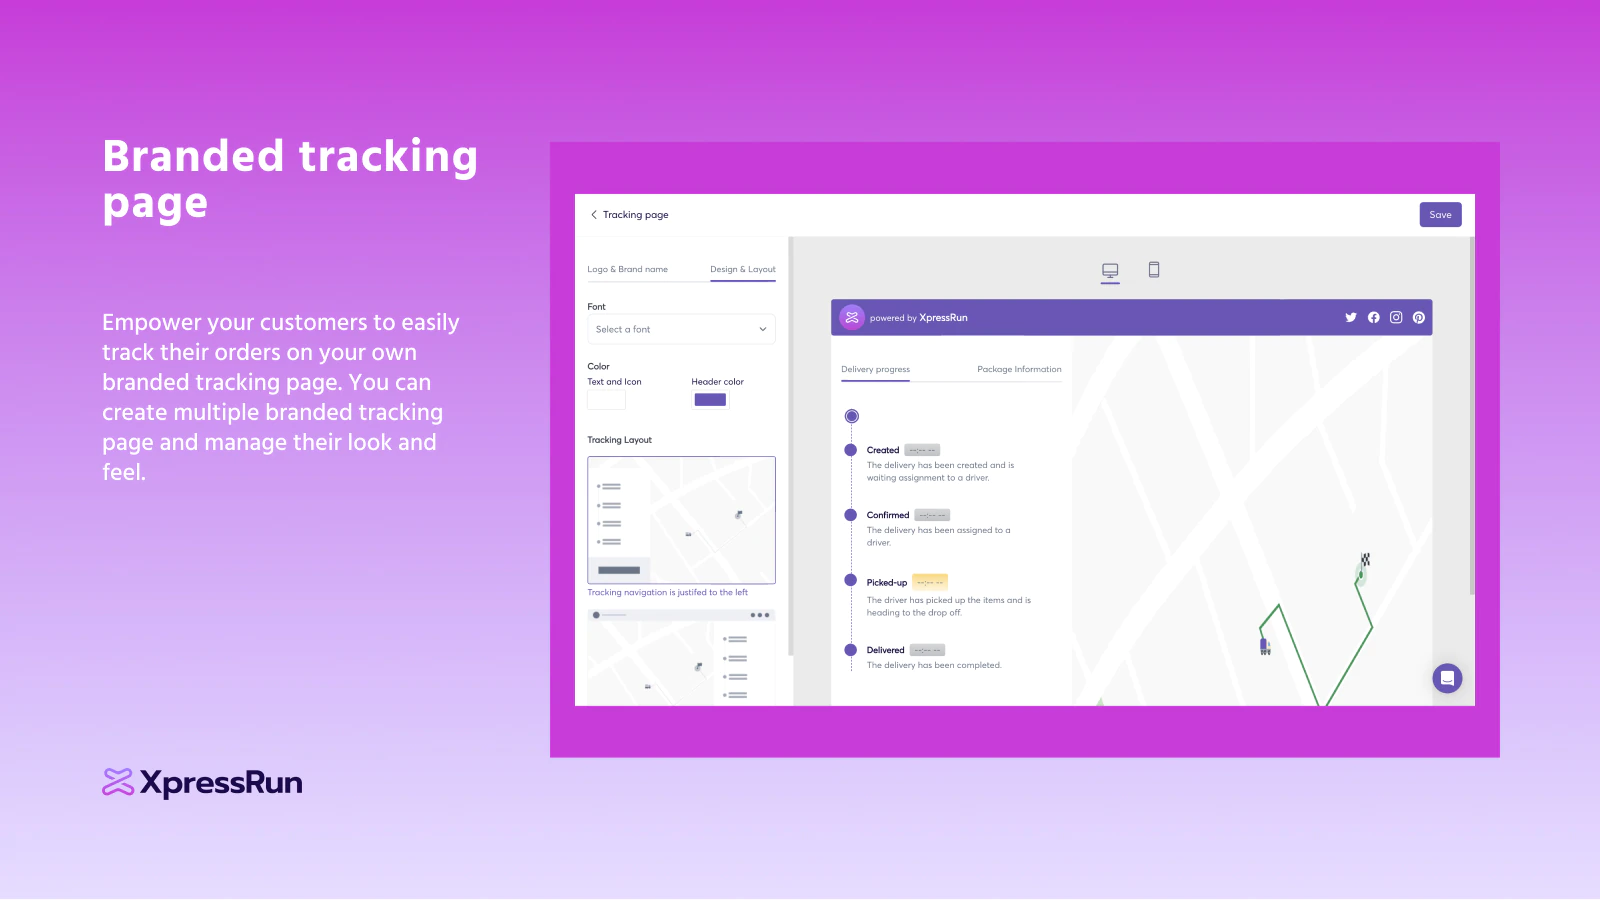 Branded tracking
page
Empower your customers to easily
track their orders on your own
branded tracking page. You can
create multiple branded tracking
page and manage their look and
feel.
XpressRun
Tracking page
Save
Logo & Brand name
Design & Layout
Font
Select a font
Color
Text and Icon
Header color
Tracking Layout
Tracking navigation is justifed to the left
powered by XpressRun
Delivery progress
Package Information
Created --:-- --
The delivery has been created and is
waiting assignment to a driver.
Confirmed --:-- --
The delivery has been assigned to a
driver.
Picked-up --:-- --
The driver has picked up the items and is
heading to the drop off.
Delivered --:-- --
The delivery has been completed.